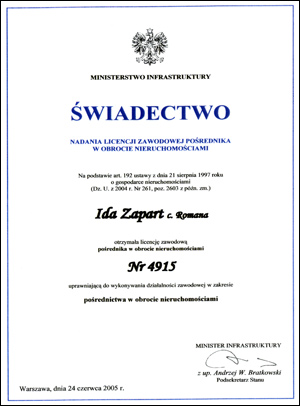 MINISTERSTWO INFRASTRUKTURY
ŚWIADECTWO
NADANIA LICENCJI ZAWODOWEJ POŚREDNIKA
W OBROCIE NIERUCHOMOŚCIAMI
Na podstawie art. 192 ustawy z dnia 21 sierpnia 1997 roku
o gospodarce nieruchomościami
(Dz. U. z 2004 r. Nr 261, poz. 2603 z późn. zm.)
Ida Zapart c. Romana
otrzymała licencję zawodową
pośrednika w obrocie nieruchomościami
Nr 4915
uprawniającą do wykonywania działalności zawodowej w zakresie
pośrednictwa w obrocie nieruchomościami
MINISTER INFRASTRUKTURY
z up. Andrzej W. Bratkowski
Podsekretarz Stanu
Warszawa, dnia 24 czerwca 2005 r.